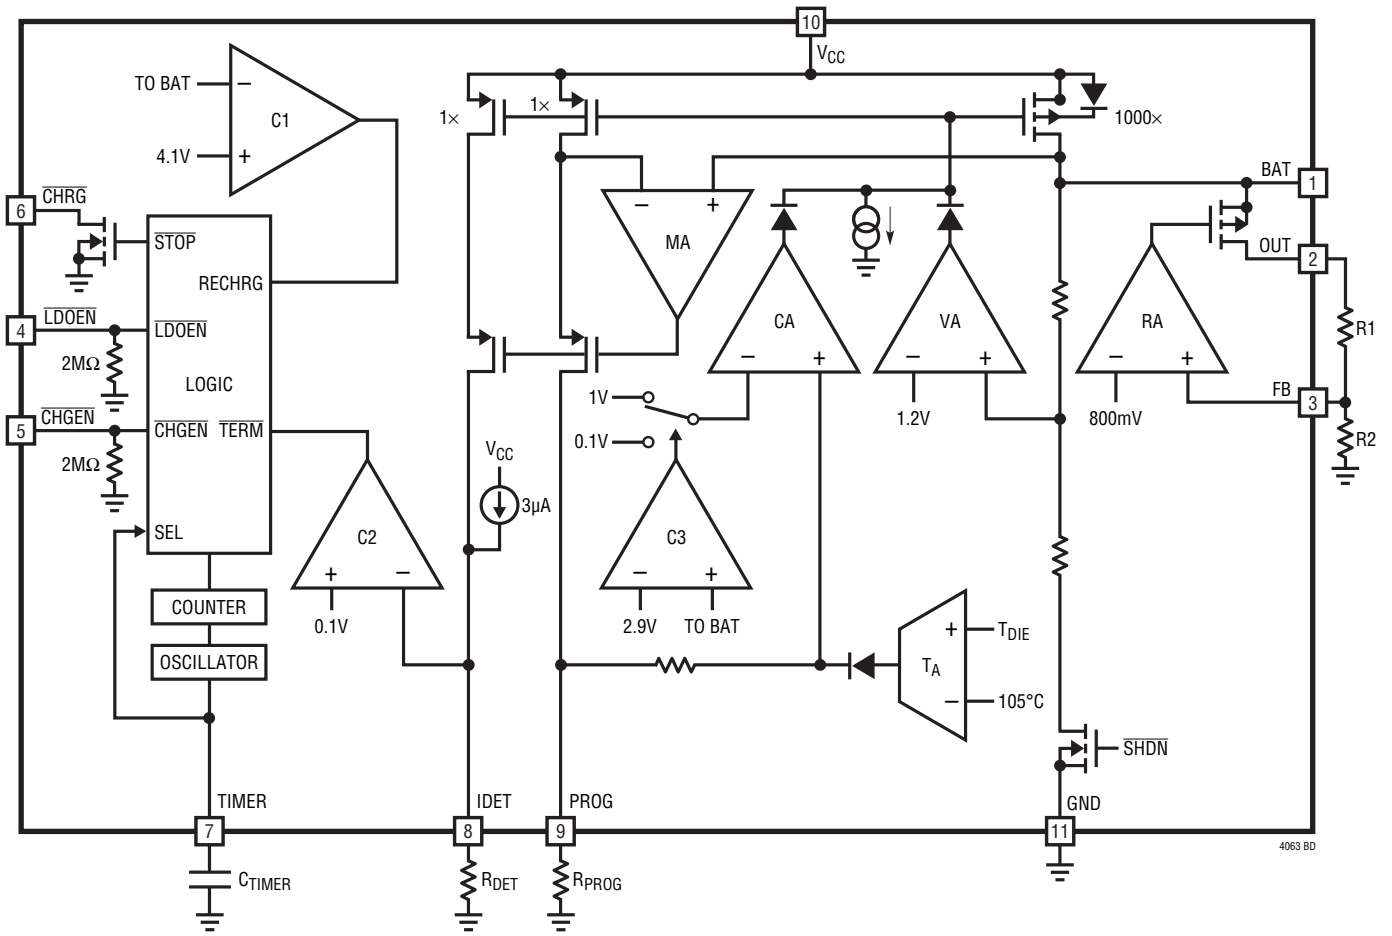 10
VCC
TO BAT
−
C1
4.1V
+
1×
1×
1000×
BAT
1
6
CHRG
STOP
RECHRG
−
+
MA
OUT
2
4
LDOEN
LDOEN
2MΩ
LOGIC
CA
−
+
VA
−
+
RA
−
+
R1
1V
0.1V
1.2V
800mV
FB
3
5
CHGEN
CHGEN
TERM
2MΩ
R2
VCC
3µA
SEL
C2
+
−
0.1V
C3
−
+
2.9V
TO BAT
COUNTER
OSCILLATOR
+
TDIE
TA
−
105°C
SHDN
TIMER
IDET
PROG
GND
7
8
9
11
4063 BD
CTIMER
RDET
RPROG